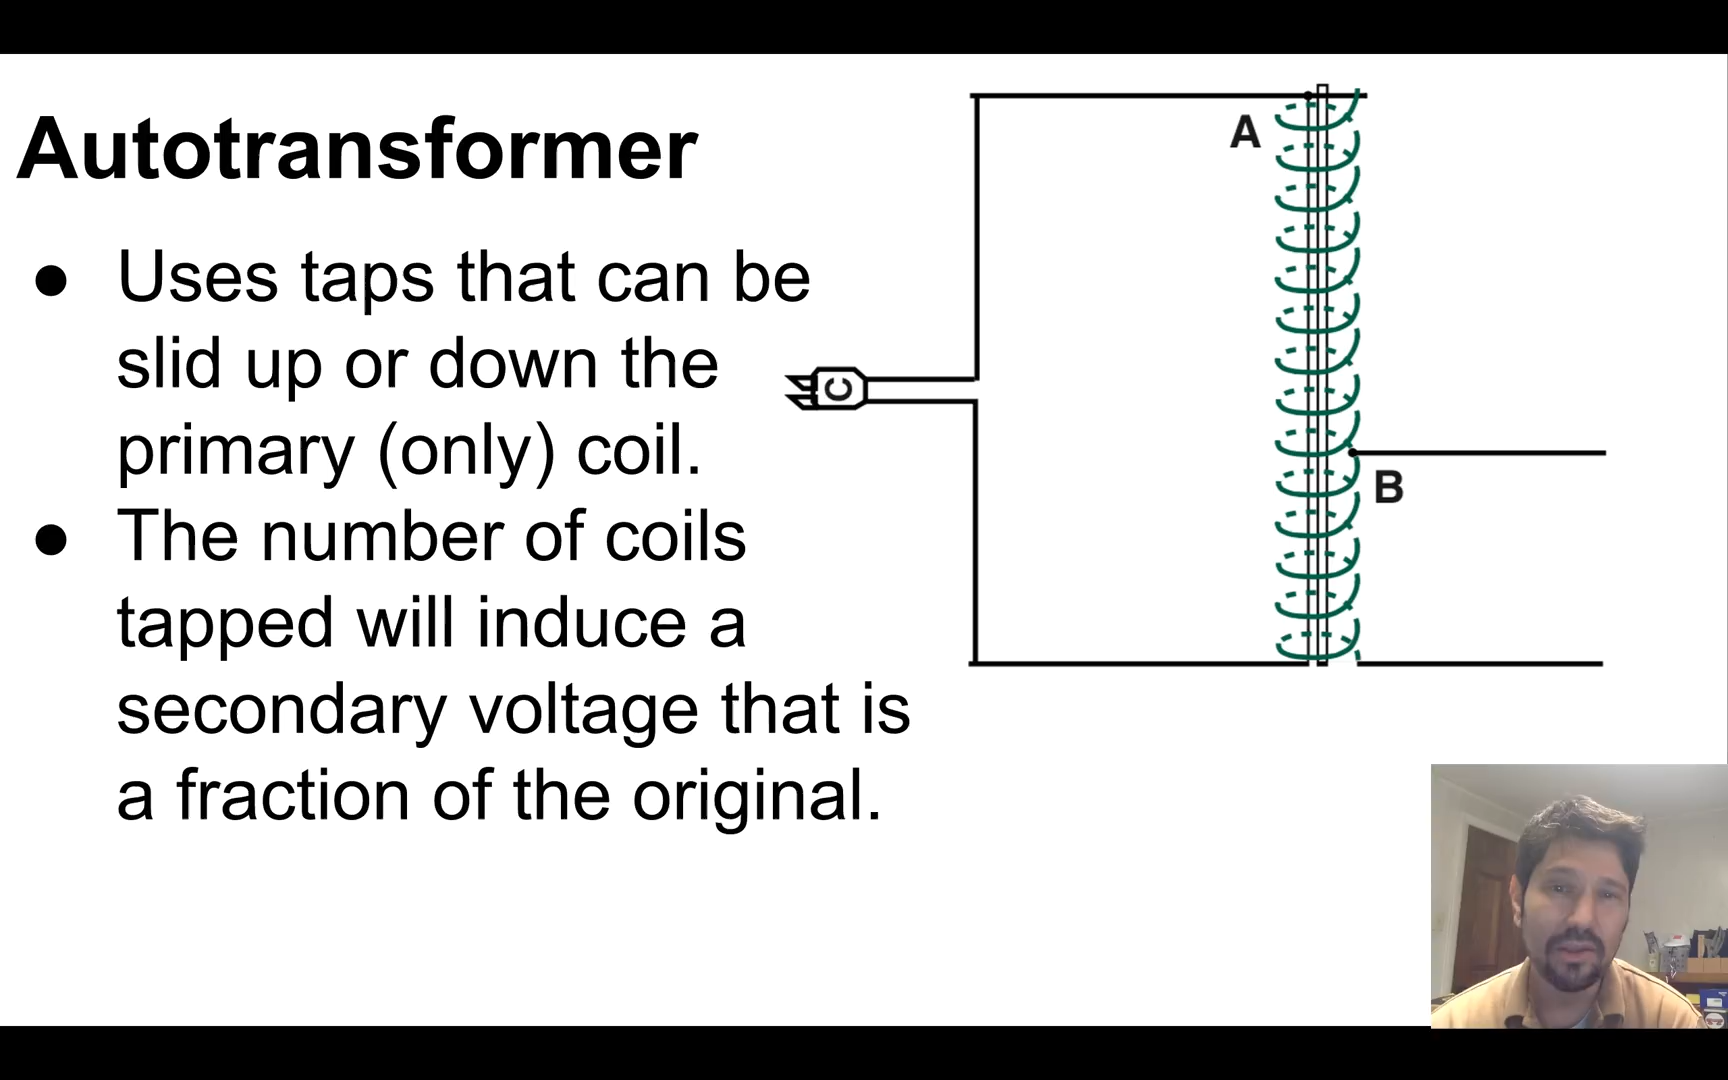 Autotransformer
● Uses taps that can be
slid up or down the
primary (only) coil.
● The number of coils
tapped will induce a
secondary voltage that is
a fraction of the original.
A
C
B